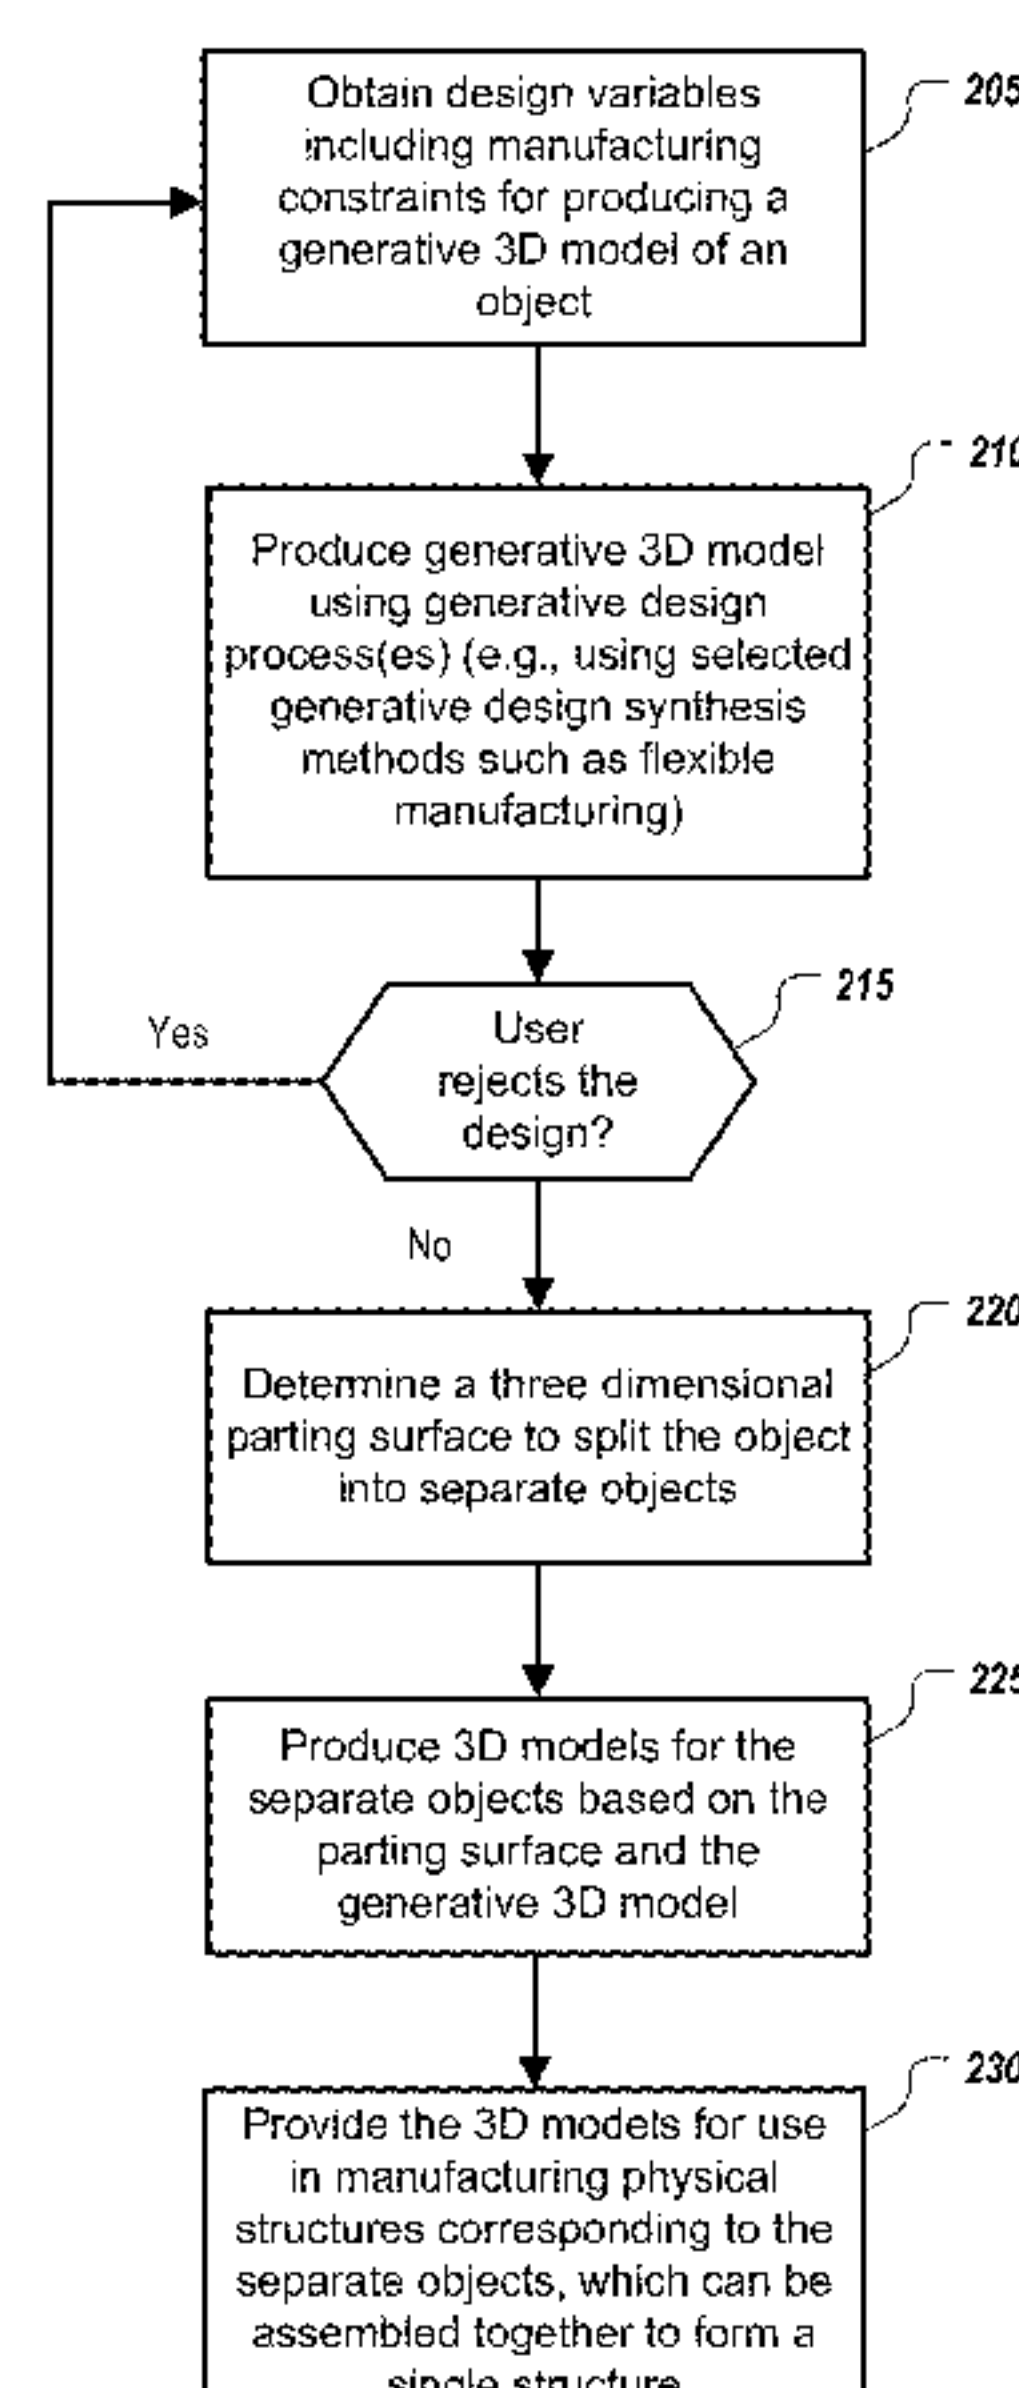 Obtain design variables
including manufacturing
constraints for producing a
generative 3D model of an
object
205
210
Produce generative 3D model
using generative design
process(es) (e.g., using selected
generative design synthesis
methods such as flexible
manufacturing)
215
User
rejects the
design?
Yes
No
220
Determine a three dimensional
parting surface to split the object
into separate objects
225
Produce 3D models for the
separate objects based on the
parting surface and the
generative 3D model
230
Provide the 3D models for use
in manufacturing physical
structures corresponding to the
separate objects, which can be
assembled together to form a
single structure